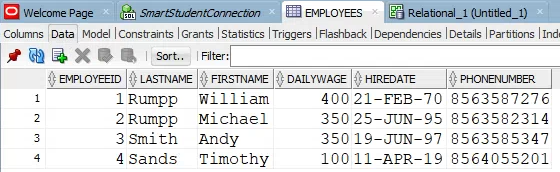 Welcome Page SmartStudentConnection EMPLOYEES Relational_1 (Untitled_1)
Columns Data Model Constraints Grants Statistics Triggers Flashback Dependencies Details Partitions Ind
Sort.. Filter:
EMPLOYEEID LASTNAME FIRSTNAME DAILYWAGE HIREDATE PHONENUMBER
1 1 Rumpp William 400 21-FEB-70 8563587276
2 2 Rumpp Michael 350 25-JUN-95 8563582314
3 3 Smith Andy 350 19-JUN-97 8563585347
4 4 Sands Timothy 100 11-APR-19 8564055201